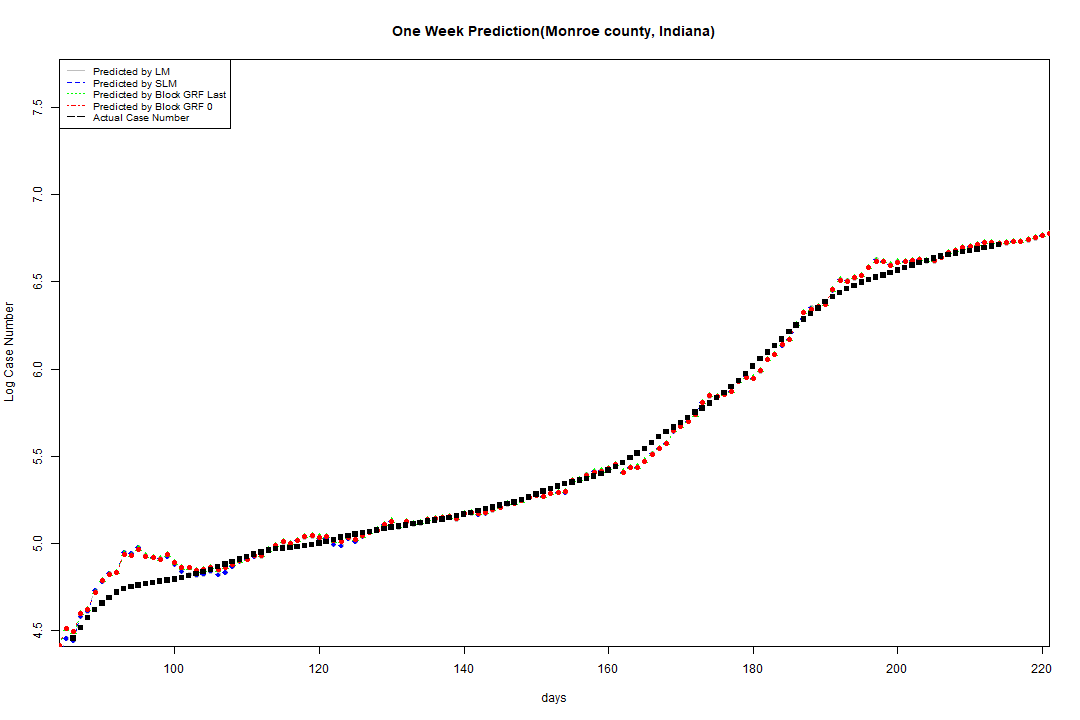 One Week Prediction(Monroe county, Indiana)
Predicted by LM
Predicted by SLM
Predicted by Block GRF Last
Predicted by Block GRF 0
Actual Case Number
7.5
7.0
6.5
6.0
5.5
5.0
4.5
Log Case Number
100 120 140 160 180 200 220
days